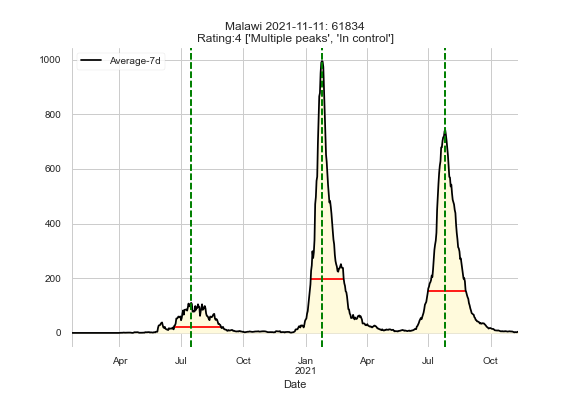 Malawi 2021-11-11: 61834
Rating:4 ['Multiple peaks', 'In control']
Average-7d
1000
800
600
400
200
0
Apr Jul Oct Jan Apr Jul Oct
2021
Date